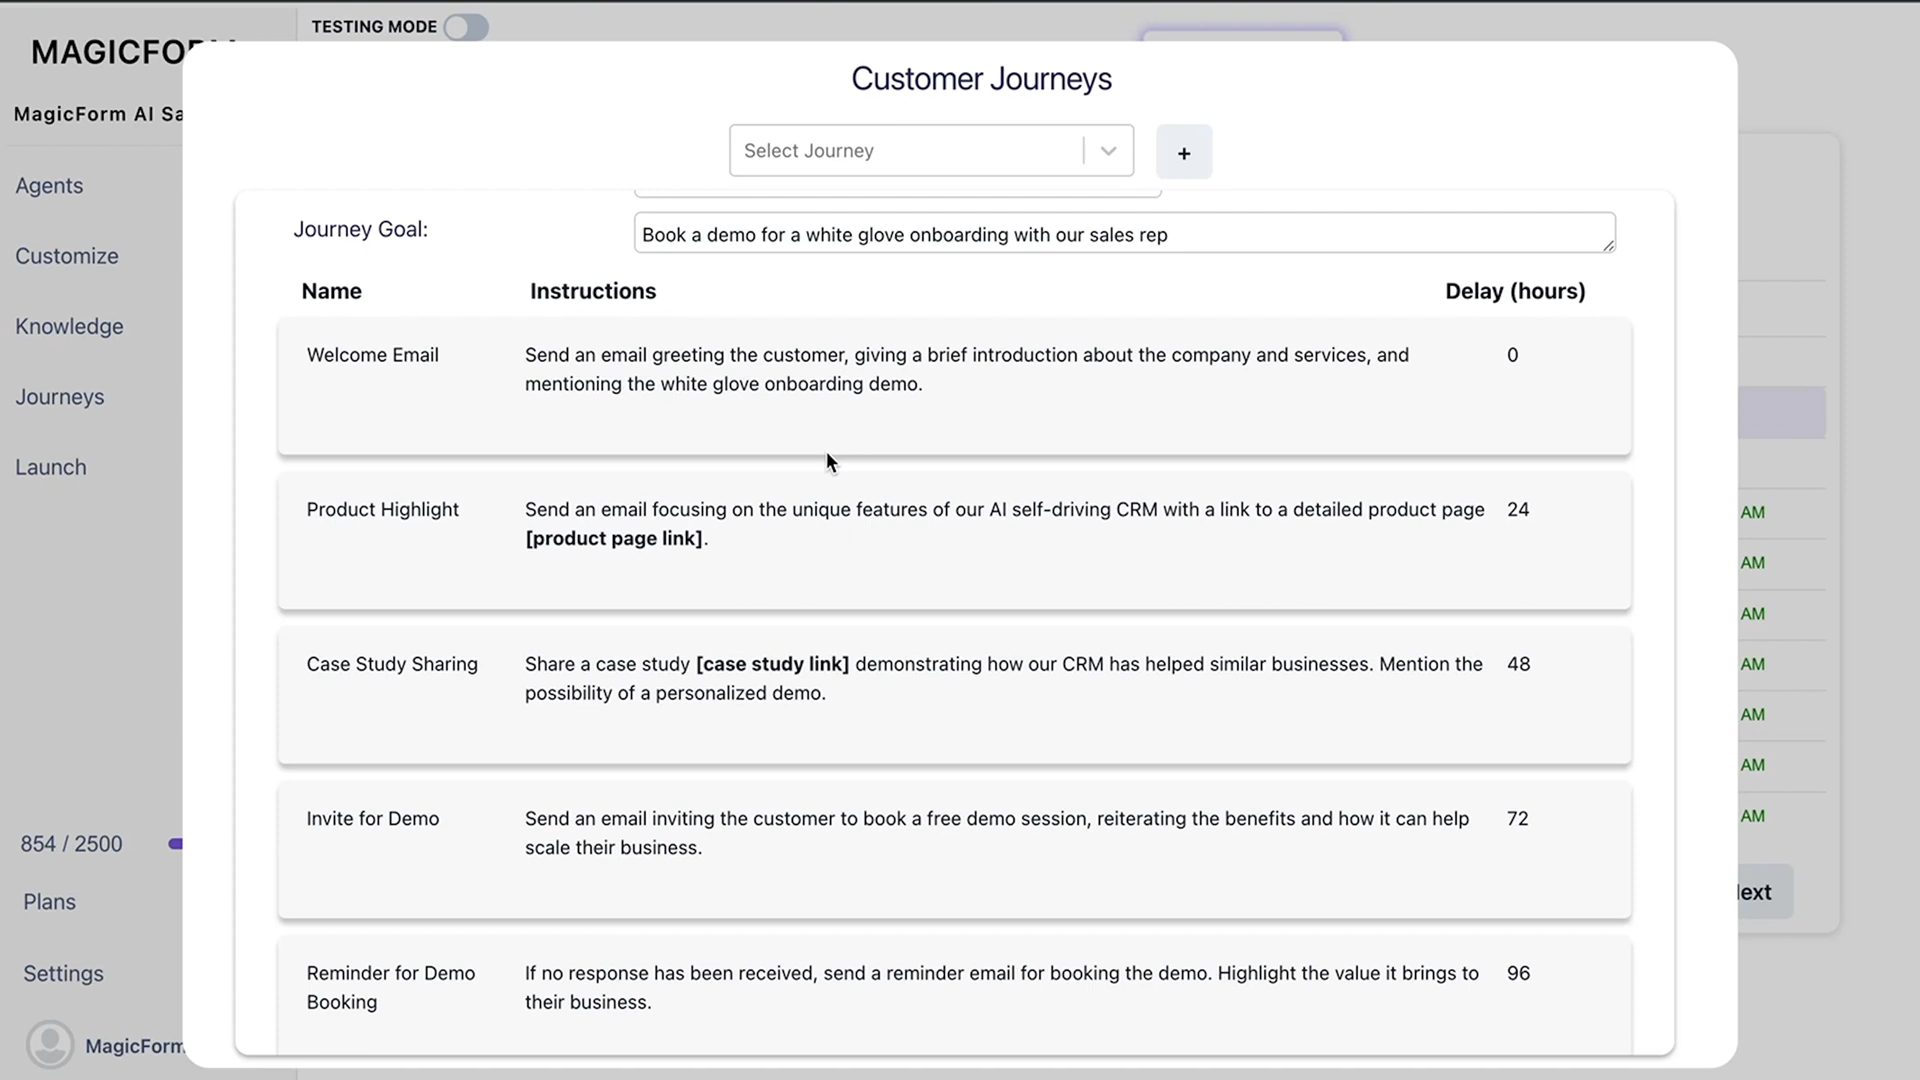 TESTING MODE
MAGICFORM
MagicForm AI Sa
Agents
Customize
Knowledge
Journeys
Launch
854 / 2500
Plans
Settings
MagicForm
Customer Journeys
Select Journey
+
Journey Goal:
Book a demo for a white glove onboarding with our sales rep
Name Instructions Delay (hours)
Welcome Email
Send an email greeting the customer, giving a brief introduction about the company and services, and
mentioning the white glove onboarding demo.
0
Product Highlight
Send an email focusing on the unique features of our AI self-driving CRM with a link to a detailed product page
[product page link].
24
Case Study Sharing
Share a case study [case study link] demonstrating how our CRM has helped similar businesses. Mention the
possibility of a personalized demo.
48
Invite for Demo
Send an email inviting the customer to book a free demo session, reiterating the benefits and how it can help
scale their business.
72
Reminder for Demo
Booking
If no response has been received, send a reminder email for booking the demo. Highlight the value it brings to
their business.
96
AM
AM
AM
AM
AM
AM
AM
ext